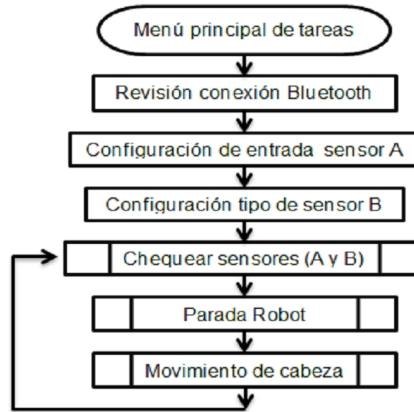 Menú principal de tareas
Revisión conexión Bluetooth
Configuración de entrada sensor A
Configuración tipo de sensor B
Chequear sensores (A y B)
Parada Robot
Movimiento de cabeza